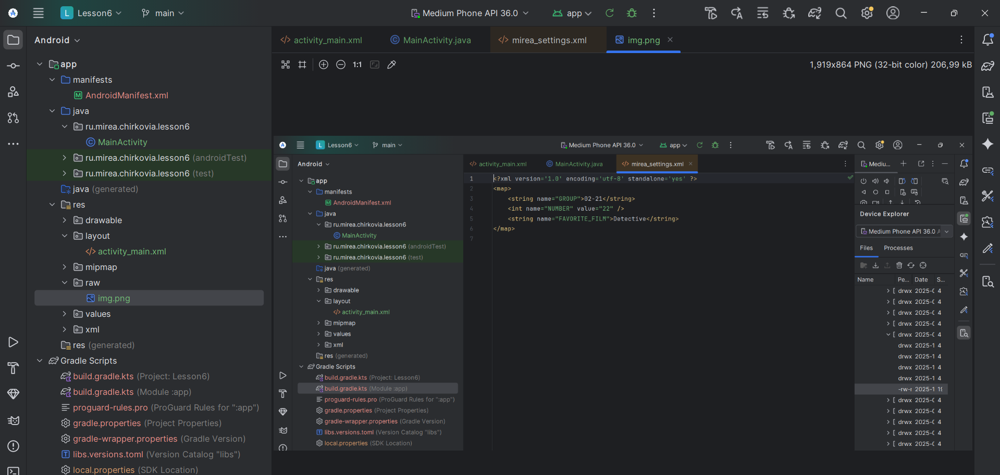 L Lesson6 main Medium Phone API 36.0 app
Android
activity_main.xml MainActivity.java mirea_settings.xml img.png
1:1 1,919x864 PNG (32-bit color) 206,99 kB
app
manifests
AndroidManifest.xml
java
ru.mirea.chirkovia.lesson6
MainActivity
ru.mirea.chirkovia.lesson6 (androidTest)
ru.mirea.chirkovia.lesson6 (test)
java (generated)
res
drawable
layout
activity_main.xml
mipmap
raw
img.png
values
xml
res (generated)
Gradle Scripts
build.gradle.kts (Project: Lesson6)
build.gradle.kts (Module :app)
proguard-rules.pro (ProGuard Rules for ":app")
gradle.properties (Project Properties)
gradle-wrapper.properties (Gradle Version)
libs.versions.toml (Version Catalog "libs")
local.properties (SDK Location)
L Lesson6 main Medium Phone API 36.0 app
Android
activity_main.xml MainActivity.java mirea_settings.xml
Mediu...
app
manifests
AndroidManifest.xml
java
ru.mirea.chirkovia.lesson6
MainActivity
ru.mirea.chirkovia.lesson6 (androidTest)
ru.mirea.chirkovia.lesson6 (test)
java (generated)
res
drawable
layout
activity_main.xml
mipmap
values
xml
res (generated)
Gradle Scripts
build.gradle.kts (Project: Lesson6)
build.gradle.kts (Module :app)
proguard-rules.pro (ProGuard Rules for ":app")
gradle.properties (Project Properties)
gradle-wrapper.properties (Gradle Version)
libs.versions.toml (Version Catalog "libs")
local.properties (SDK Location)
1 <?xml version='1.0' encoding='utf-8' standalone='yes' ?>
2 <map>
3 <string name="GROUP">02-21</string>
4 <int name="NUMBER" value="22" />
5 <string name="FAVORITE_FILM">Detective</string>
6 </map>
7
Device Explorer
Medium Phone API 36.0
Files Processes
Name Pe... Date S...
drwx 2025-0 4
drwx 2025-0 4
drwx 2025-0 4
drwx 2025-0 4
drwx 2025-0 4
drwx 2025-1 4
drwx 2025-1 4
drwx 2025-1 4
drwx 2025-1 4
-rw-r 2025-1 19
drwx 2025-0 4
drwx 2025-0 4
drwx 2025-0 4
drwx 2025-0 4
drwx 2025-0 4